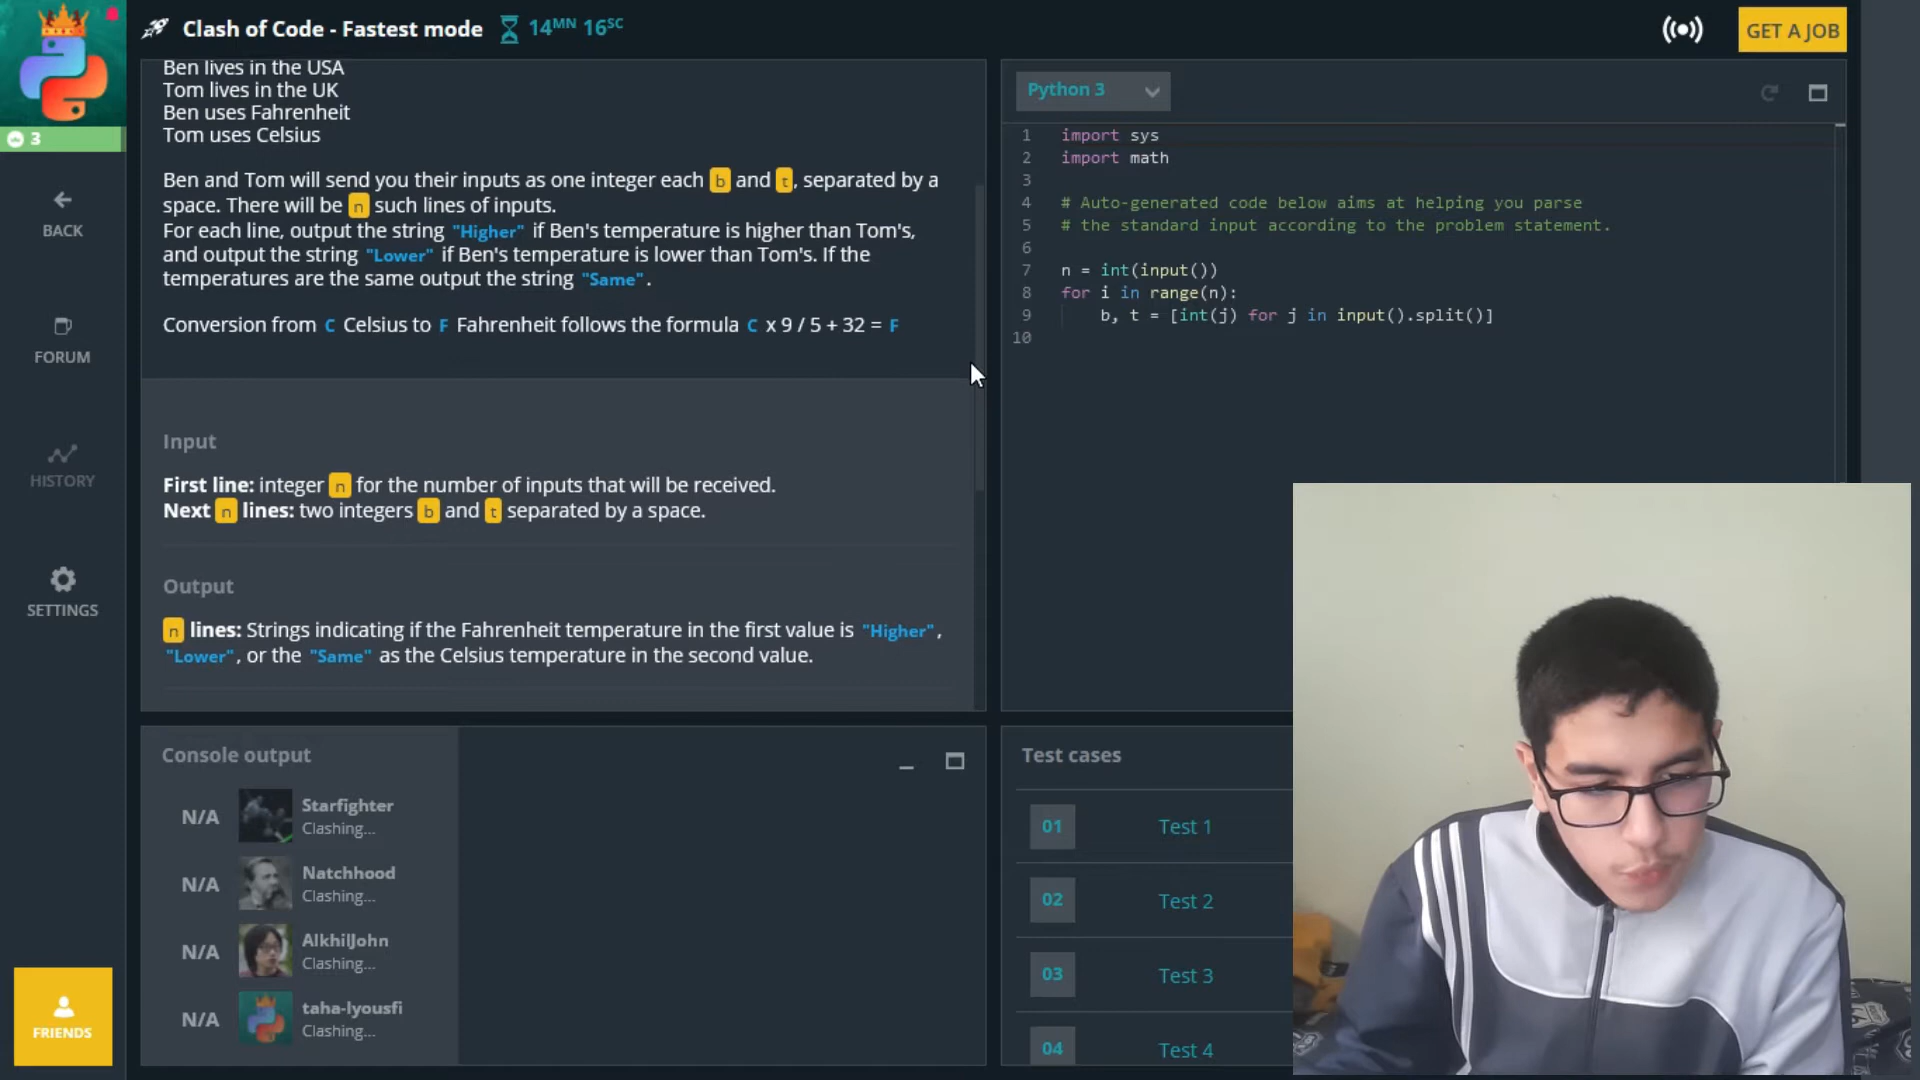 Clash of Code - Fastest mode
14MN 16SC
GET A JOB
3
BACK
FORUM
HISTORY
SETTINGS
FRIENDS
Ben lives in the USA
Tom lives in the UK
Ben uses Fahrenheit
Tom uses Celsius
Ben and Tom will send you their inputs as one integer each b and t, separated by a
space. There will be n such lines of inputs.
For each line, output the string "Higher" if Ben's temperature is higher than Tom's,
and output the string "Lower" if Ben's temperature is lower than Tom's. If the
temperatures are the same output the string "Same".
Conversion from C Celsius to F Fahrenheit follows the formula C x 9 / 5 + 32 = F
Input
First line: integer n for the number of inputs that will be received.
Next n lines: two integers b and t separated by a space.
Output
n lines: Strings indicating if the Fahrenheit temperature in the first value is "Higher",
"Lower", or the "Same" as the Celsius temperature in the second value.
Python 3
1 import sys
2 import math
3
4 # Auto-generated code below aims at helping you parse
5 # the standard input according to the problem statement.
6
7 n = int(input())
8 for i in range(n):
9 b, t = [int(j) for j in input().split()]
10
Console output
N/A Starfighter
Clashing...
N/A Natchhood
Clashing...
N/A AlkhilJohn
Clashing...
N/A taha-lyousfi
Clashing...
Test cases
01 Test 1
02 Test 2
03 Test 3
04 Test 4